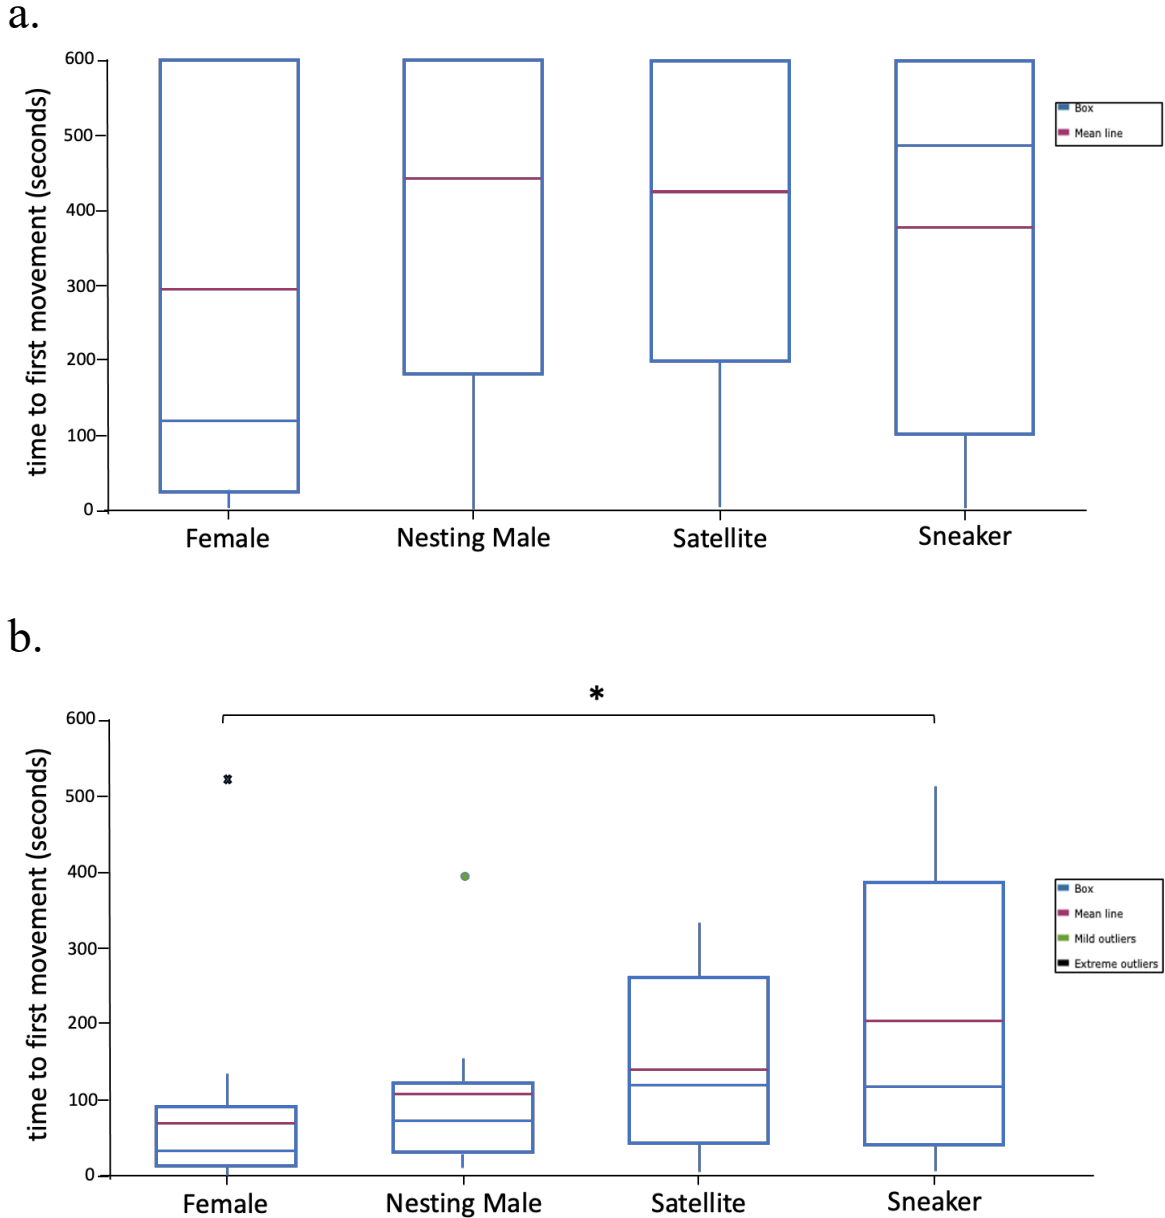 a.
time to first movement (seconds)
600
500
400
300
200
100
0
Female
Nesting Male
Satellite
Sneaker
Box
Mean line
b.
*
time to first movement (seconds)
600
500
400
300
200
100
0
Female
Nesting Male
Satellite
Sneaker
Box
Mean line
Mild outliers
Extreme outliers